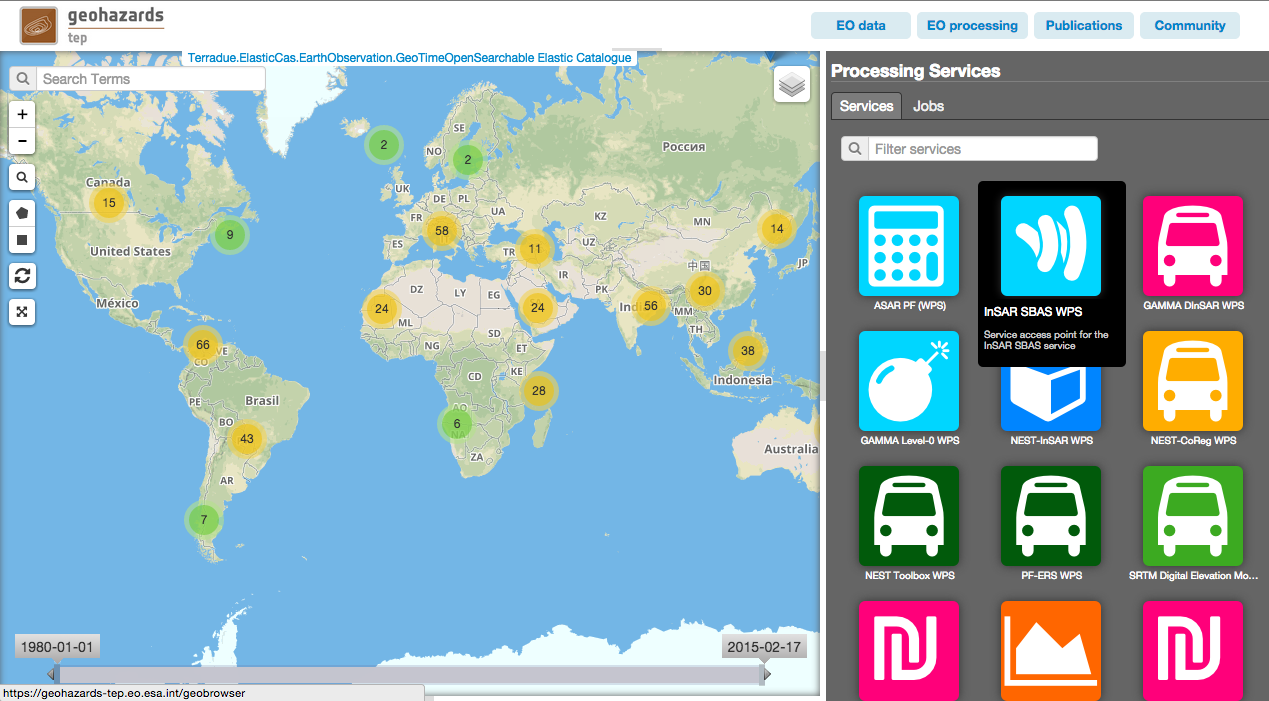 geohazards
tep
EO data
EO processing
Publications
Community
Terradue.ElasticCas.EarthObservation.GeoTimeOpenSearchable Elastic Catalogue
Search Terms
+
−
Canada
15
9
United States
México
66
VE
CO
PE
Brasil
BO
43
AR
7
2
SE
NO
2
Россия
UK
DE
PL
FR
58
UA
KZ
MN
14
ES
TR
11
UZ
中国
JP
IR
PK
DZ
LY
EG
24
ML
24
Indi
56
30
MM
NG
SD
TH
ET
38
CD
KE
Indonesia
28
AO
6
NA
ZA
Australia
1980-01-01
2015-02-17
https://geohazards-tep.eo.esa.int/geobrowser
Processing Services
Services
Jobs
Filter services
ASAR PF (WPS)
InSAR SBAS WPS
Service access point for the
InSAR SBAS service
GAMMA DInSAR WPS
GAMMA Level-0 WPS
NEST-InSAR WPS
NEST-CoReg WPS
NEST Toolbox WPS
PF-ERS WPS
SRTM Digital Elevation Mo...